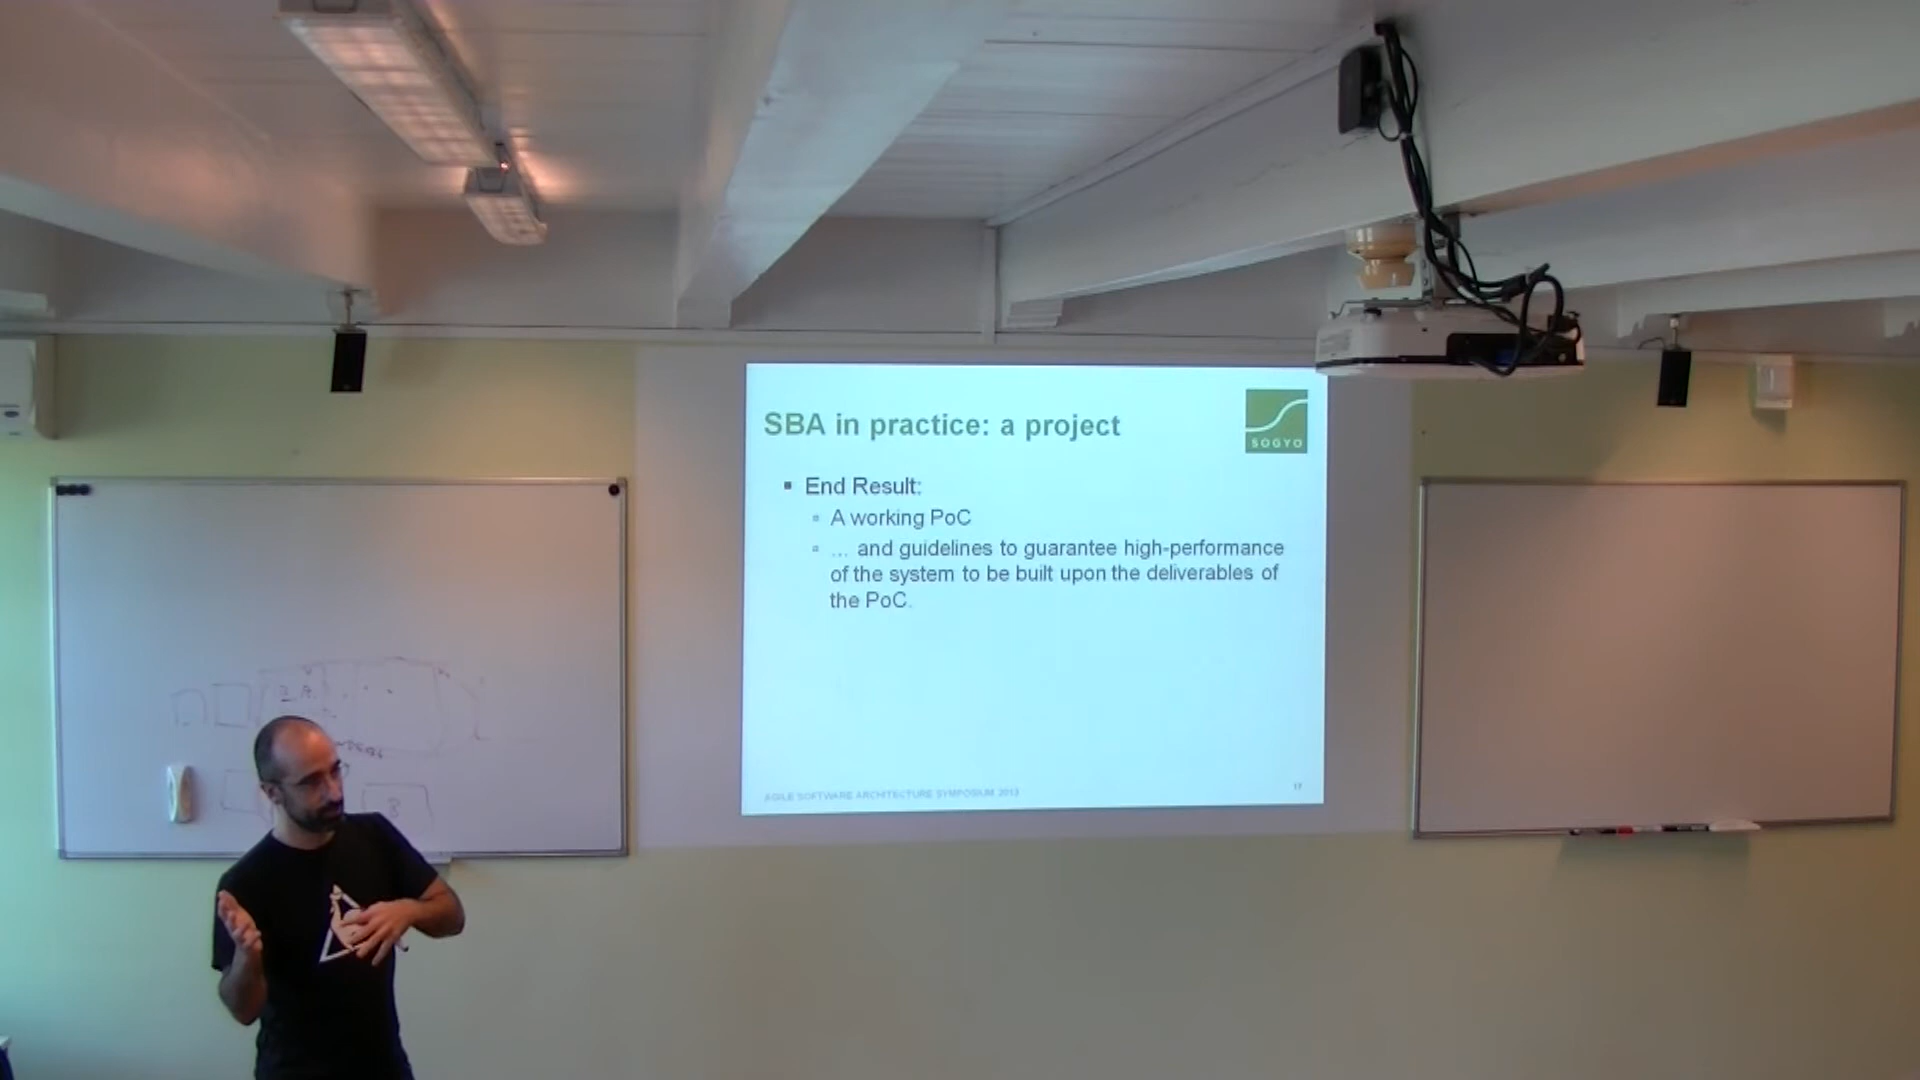 SBA in practice: a project
SOGYO
End Result:
A working PoC
... and guidelines to guarantee high-performance
of the system to be built upon the deliverables of
the PoC.
AGILE SOFTWARE ARCHITECTURE SYMPOSIUM 2013
17
B